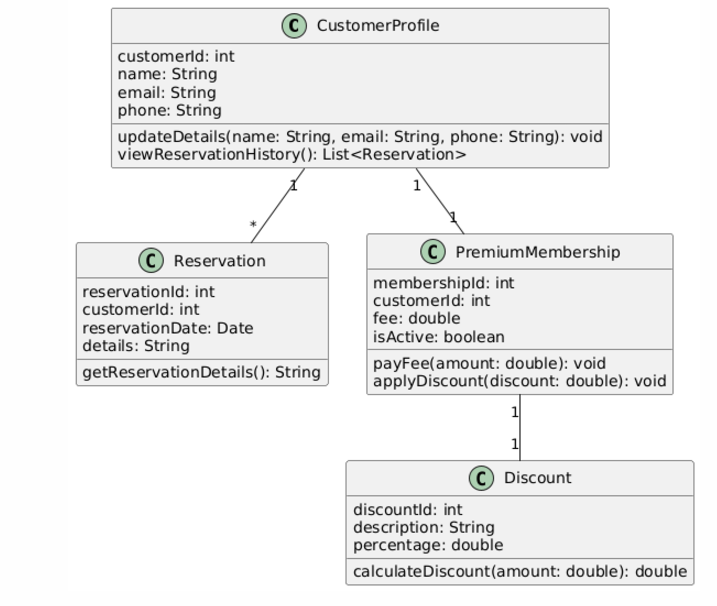 C CustomerProfile
customerId: int
name: String
email: String
phone: String
updateDetails(name: String, email: String, phone: String): void
viewReservationHistory(): List<Reservation>
1
1
*
1
C Reservation
reservationId: int
customerId: int
reservationDate: Date
details: String
getReservationDetails(): String
C PremiumMembership
membershipId: int
customerId: int
fee: double
isActive: boolean
payFee(amount: double): void
applyDiscount(discount: double): void
1
1
C Discount
discountId: int
description: String
percentage: double
calculateDiscount(amount: double): double